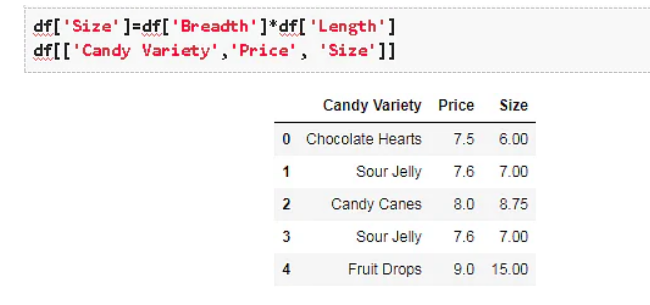 df['Size']=df['Breadth']*df['Length']
df[['Candy Variety','Price', 'Size']]
Candy Variety Price Size
0 Chocolate Hearts 7.5 6.00
1 Sour Jelly 7.6 7.00
2 Candy Canes 8.0 8.75
3 Sour Jelly 7.6 7.00
4 Fruit Drops 9.0 15.00